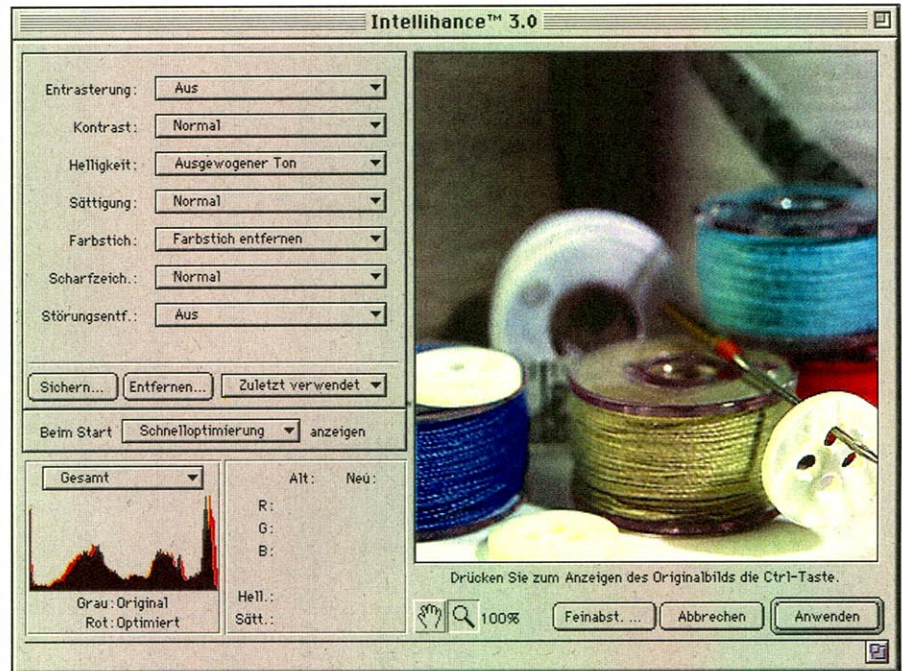 Intellihance™ 3.0
Entrasterung: Aus
Kontrast: Normal
Helligkeit: Ausgewogener Ton
Sättigung: Normal
Farbstich: Farbstich entfernen
Scharfzeich.: Normal
Störungsentf.: Aus
Sichern... Entfernen... Zuletzt verwendet
Beim Start Schnelloptimierung anzeigen
Gesamt
Grau: Original
Rot: Optimiert
Alt: Neü:
R:
G:
B:
Hell.:
Sätt.:
Drücken Sie zum Anzeigen des Originalbilds die Ctrl-Taste.
100% Feinabst. ... Abbrechen Anwenden